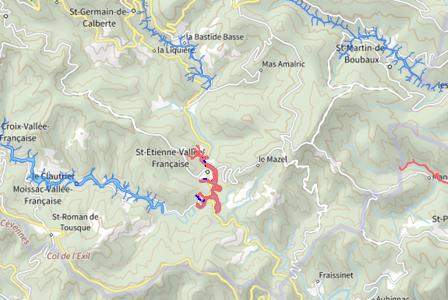 St-Germain-de-
Calberte
la Bastide Basse
la Liquière
St-Martin-de-
Boubaux
Mas Amalric
Croix-Vallée-
Française
St-Étienne-Vallée
Française
le Mazel
le Clautrier
Moissac-Vallée-
Française
St-Roman de
Tousque
Cévennes
Col de l'Exil
Fraissinet
Aubignac